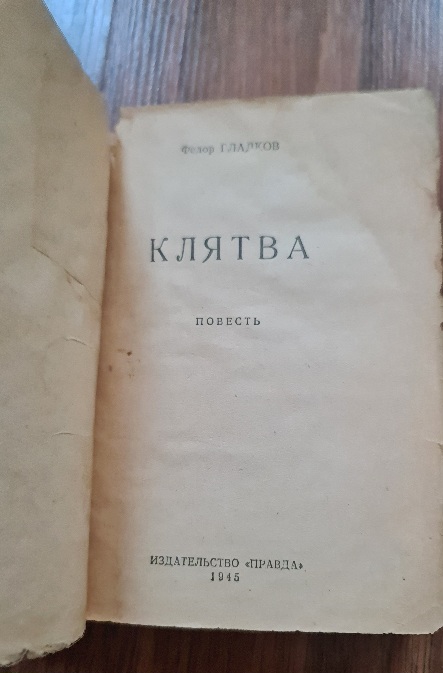 Федор ГЛАДКОВ
КЛЯТВА
ПОВЕСТЬ
ИЗДАТЕЛЬСТВО «ПРАВДА»
1945